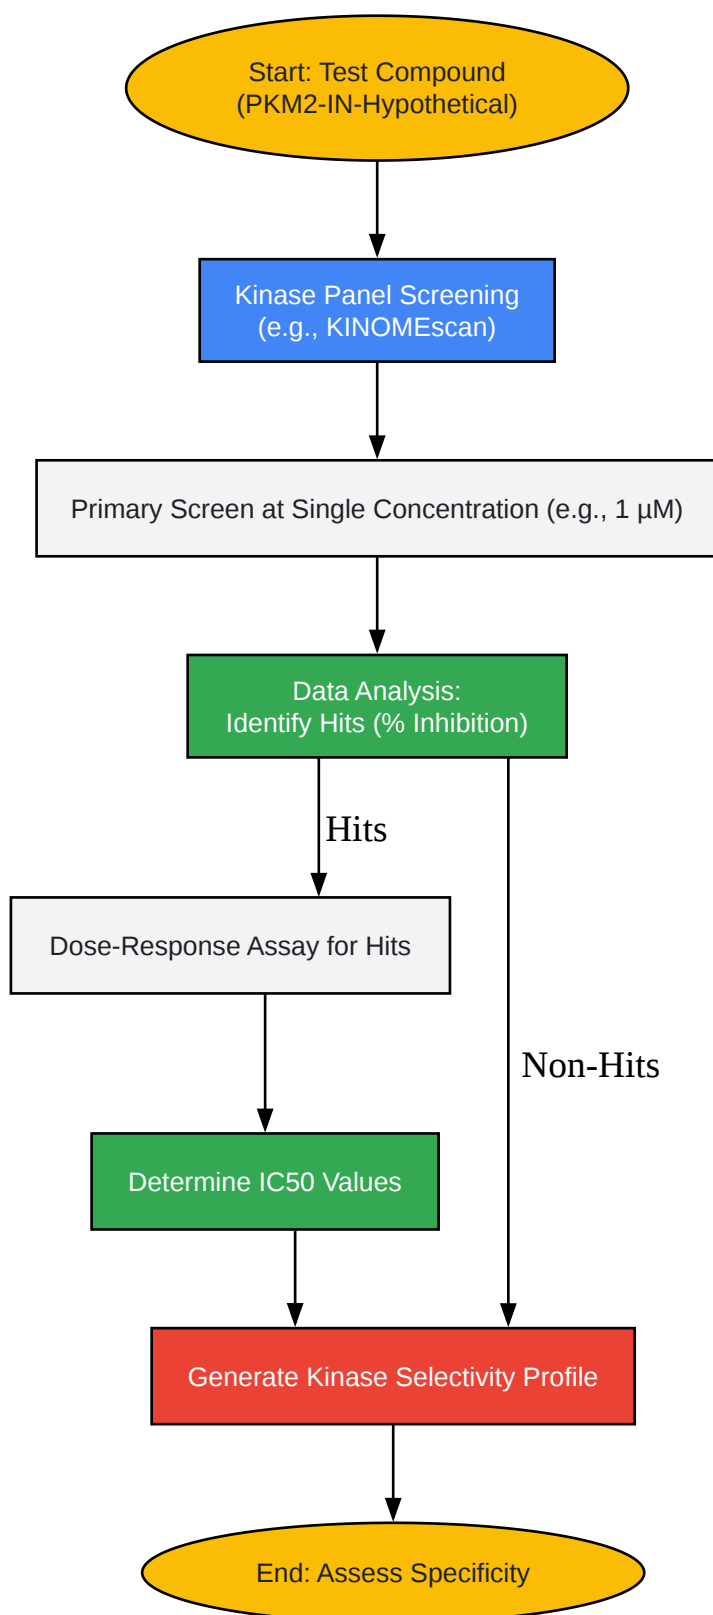 Start: Test Compound
(PKM2-IN-Hypothetical)
Kinase Panel Screening
(e.g., KINOMEscan)
Primary Screen at Single Concentration (e.g., 1 µM)
Data Analysis:
Identify Hits (% Inhibition)
Hits
Dose-Response Assay for Hits
Non-Hits
Determine IC50 Values
Generate Kinase Selectivity Profile
End: Assess Specificity